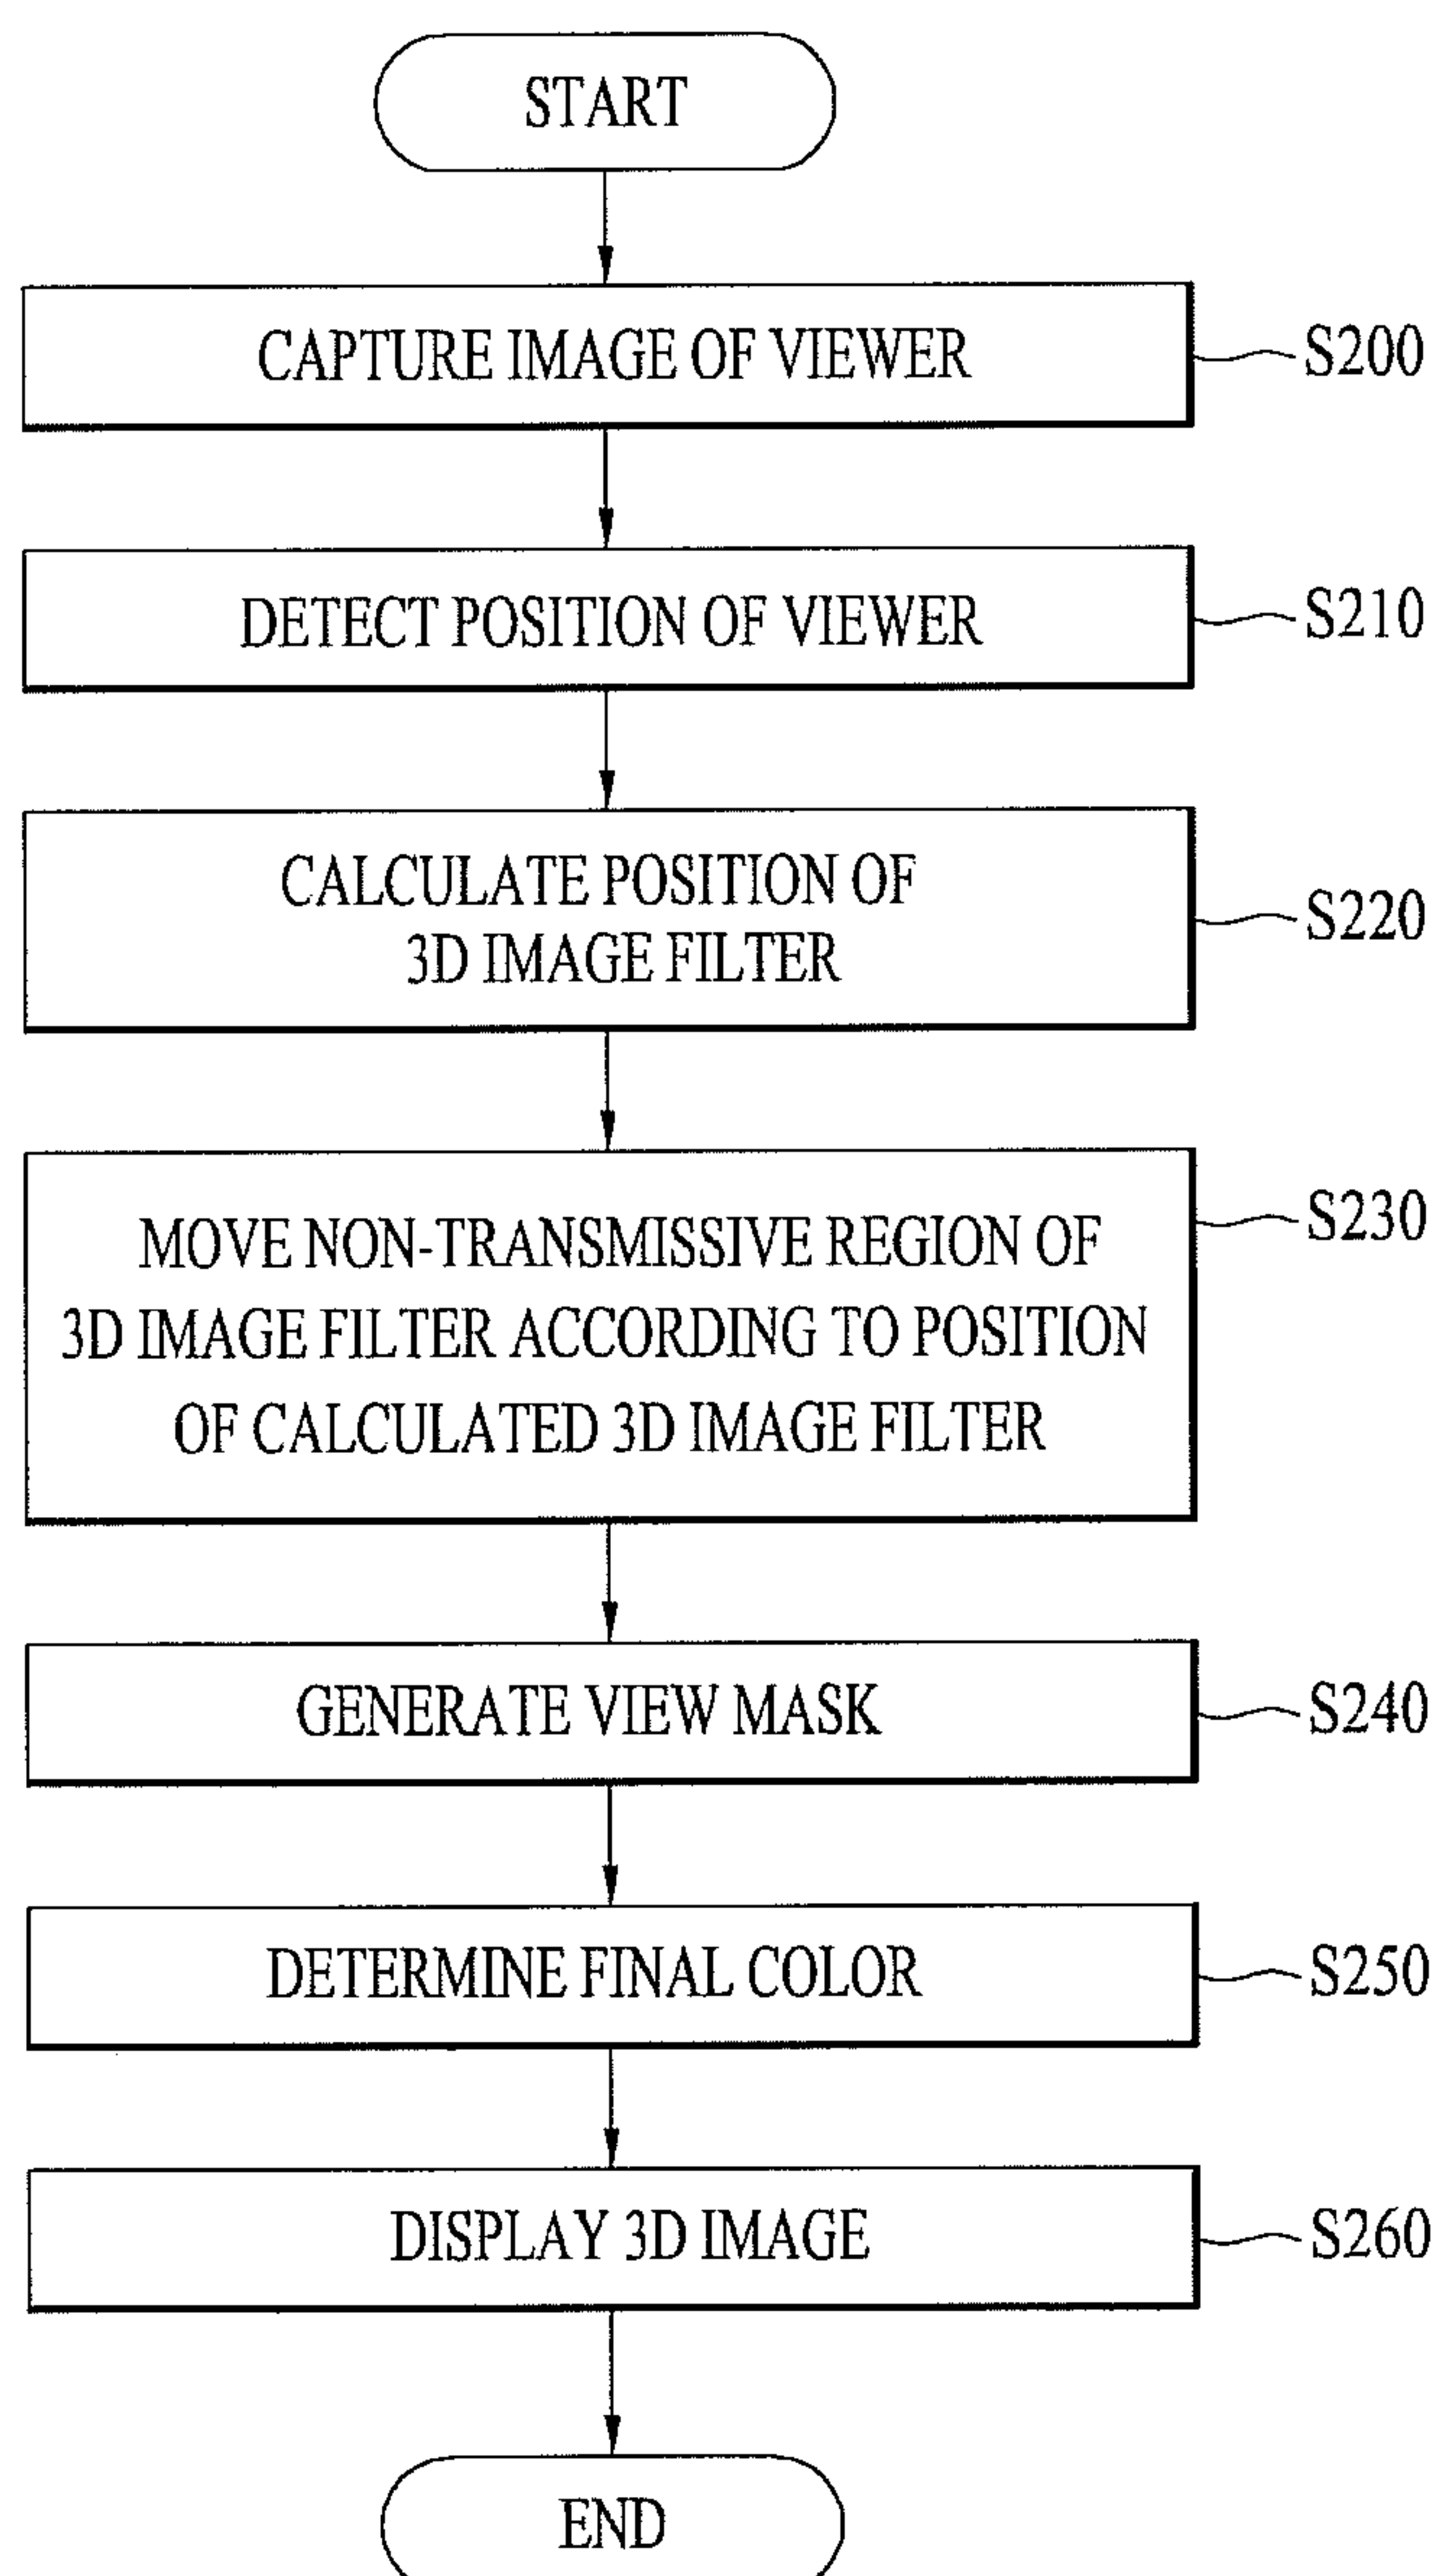 START
CAPTURE IMAGE OF VIEWER
S200
DETECT POSITION OF VIEWER
S210
CALCULATE POSITION OF
3D IMAGE FILTER
S220
MOVE NON-TRANSMISSIVE REGION OF
3D IMAGE FILTER ACCORDING TO POSITION
OF CALCULATED 3D IMAGE FILTER
S230
GENERATE VIEW MASK
S240
DETERMINE FINAL COLOR
S250
DISPLAY 3D IMAGE
S260
END